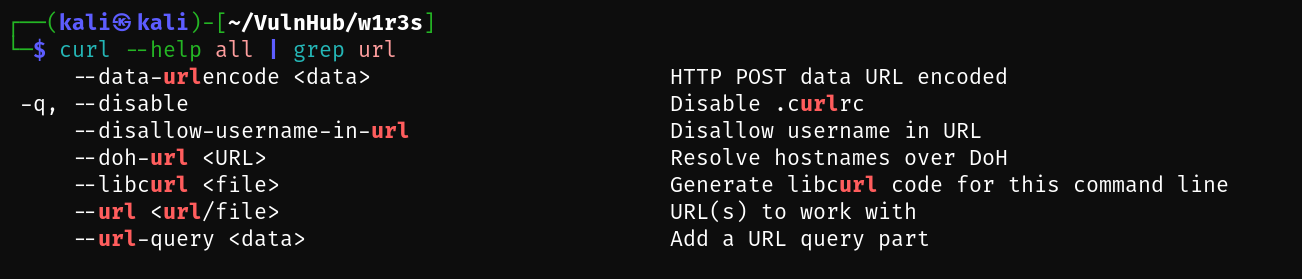 ┌──(kali㉿kali)-[~/VulnHub/w1r3s]
└─$ curl --help all | grep url
     --data-urlencode <data>                      HTTP POST data URL encoded
 -q, --disable                                    Disable .curlrc
     --disallow-username-in-url                   Disallow username in URL
     --doh-url <URL>                              Resolve hostnames over DoH
     --libcurl <file>                             Generate libcurl code for this command line
     --url <url/file>                             URL(s) to work with
     --url-query <data>                           Add a URL query part